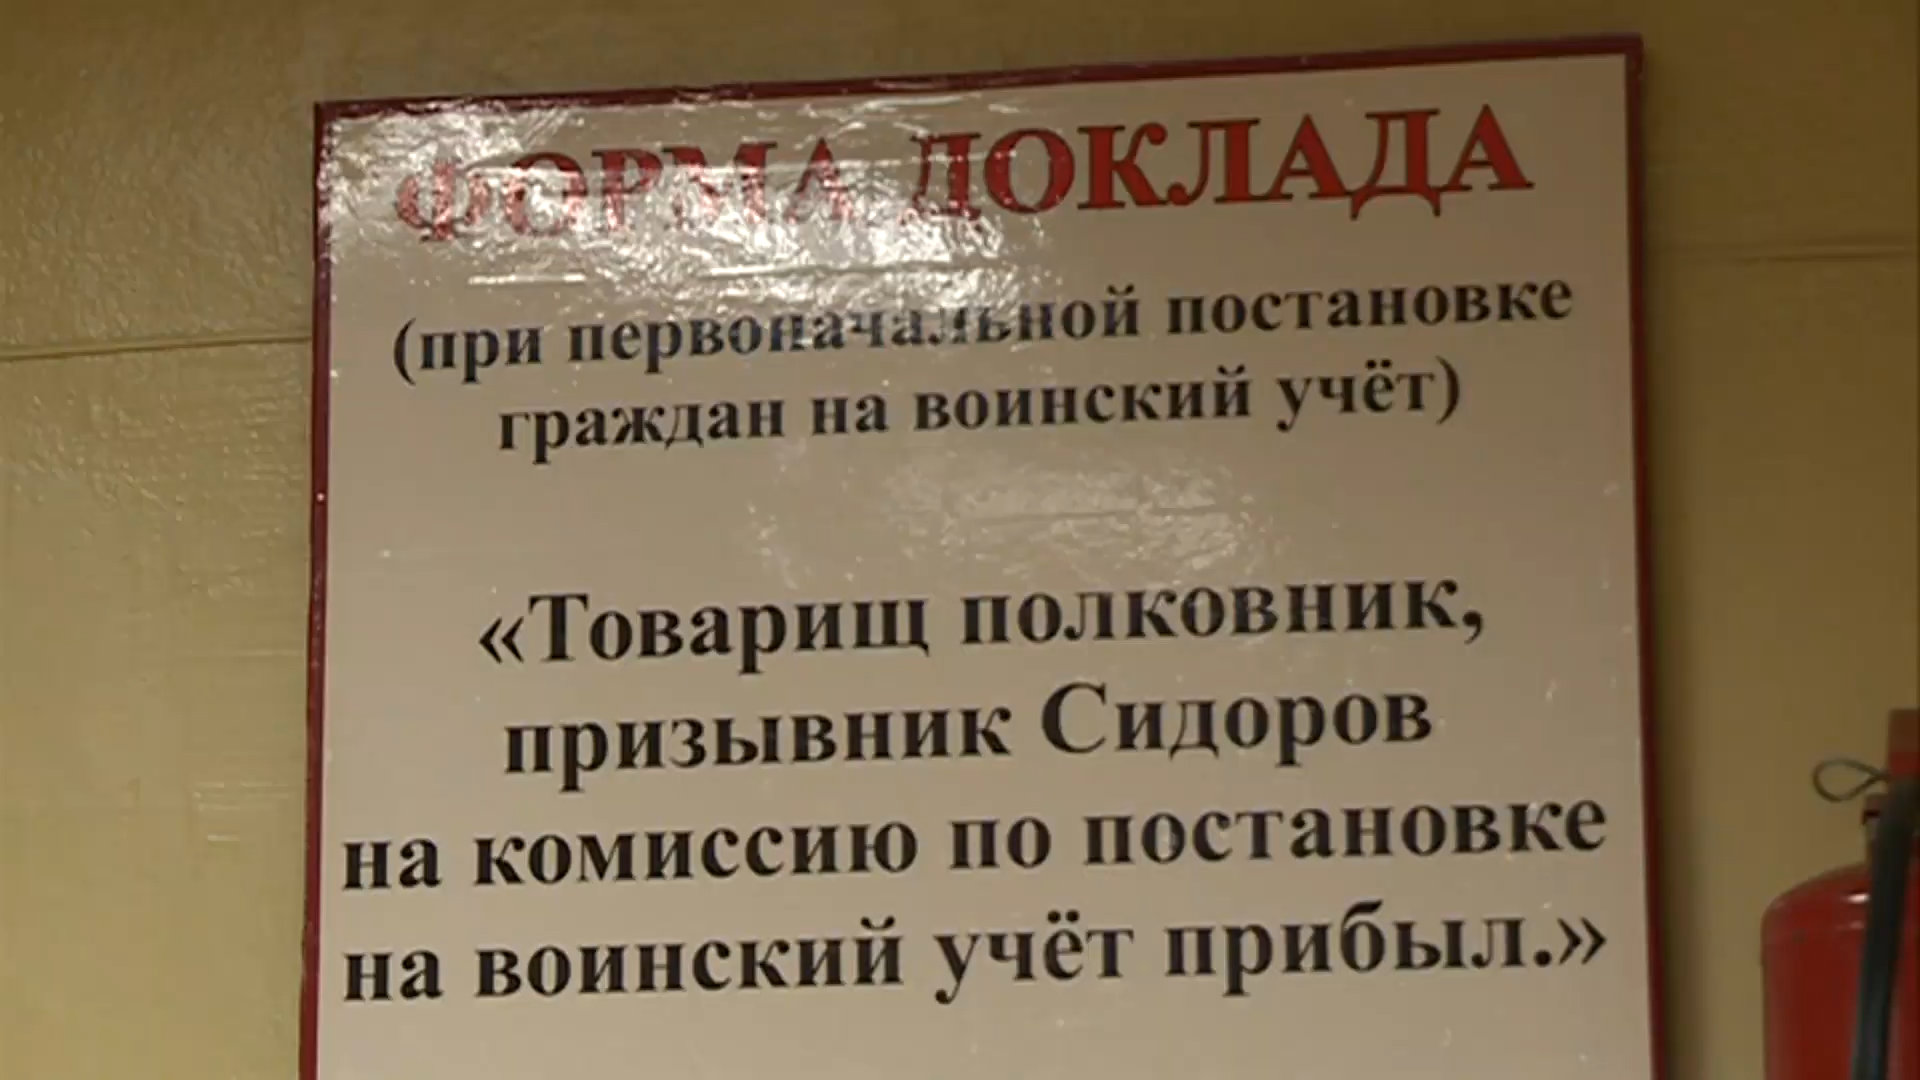 ФОРМА ДОКЛАДА
(при первоначальной постановке
граждан на воинский учёт)
«Товарищ полковник,
призывник Сидоров
на комиссию по постановке
на воинский учёт прибыл.»